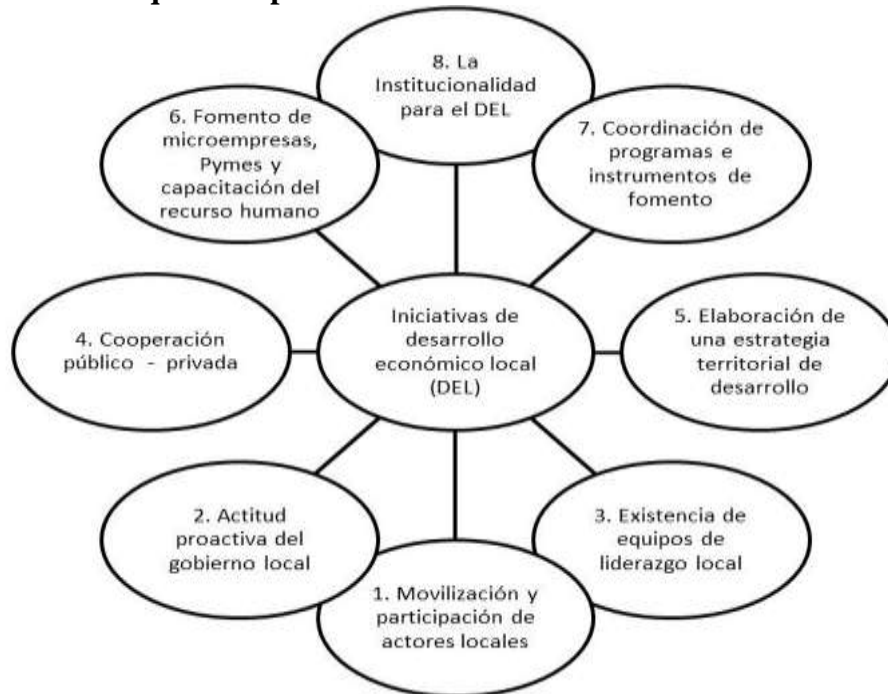 8. La
Institucionalidad
para el DEL
6. Fomento de
microempresas,
Pymes y
capacitación del
recurso humano
7. Coordinación de
programas e
instrumentos de
fomento
4. Cooperación
público - privada
Iniciativas de
desarrollo
económico local
(DEL)
5. Elaboración de
una estrategia
territorial de
desarrollo
2. Actitud
proactiva del
gobierno local
3. Existencia de
equipos de
liderazgo local
1. Movilización y
participación de
actores locales